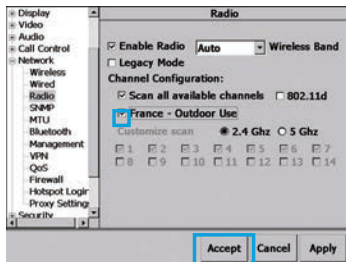 Display
Video
Audio
Call Control
Network
Wireless
Wired
Radio
SNMP
MTU
Bluetooth
Management
VPN
QoS
Firewall
Hotspot Login
Proxy Setting
Security
Radio
Enable Radio Auto Wireless Band
Legacy Mode
Channel Configuration:
Scan all available channels 802.11d
France - Outdoor Use
Customize scan 2.4 Ghz 5 Ghz
1 2 3 4 5 6 7
8 9 10 11 12 13 14
Accept Cancel Apply